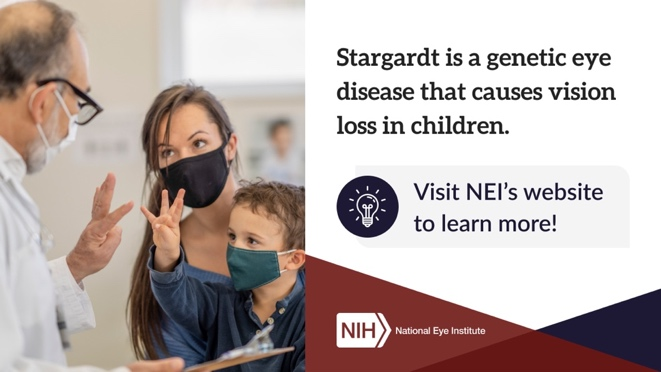 Stargardt is a genetic eye
disease that causes vision
loss in children.
Visit NEI's website
to learn more!
NIH National Eye Institute